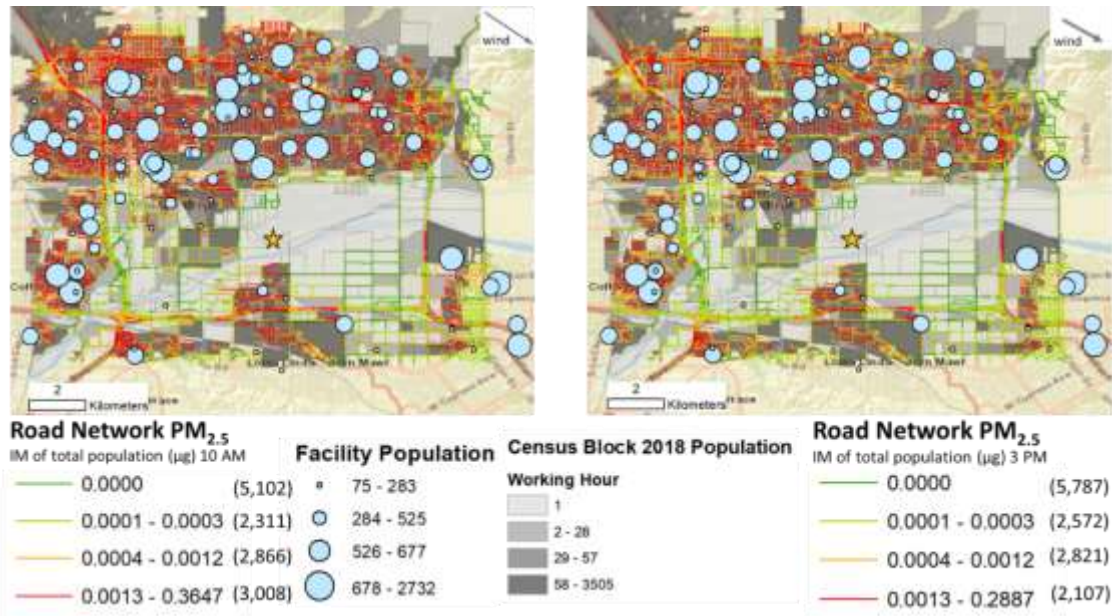 wind
wind
2
Kilometers
2
Kilometers
Road Network PM2.5
IM of total population (µg) 10 AM
0.0000 (5,102)
0.0001 - 0.0003 (2,311)
0.0004 - 0.0012 (2,866)
0.0013 - 0.3647 (3,008)
Facility Population
75 - 283
284 - 525
526 - 677
678 - 2732
Census Block 2018 Population
Working Hour
1
2 - 28
29 - 57
58 - 3505
Road Network PM2.5
IM of total population (µg) 3 PM
0.0000 (5,787)
0.0001 - 0.0003 (2,572)
0.0004 - 0.0012 (2,821)
0.0013 - 0.2887 (2,107)